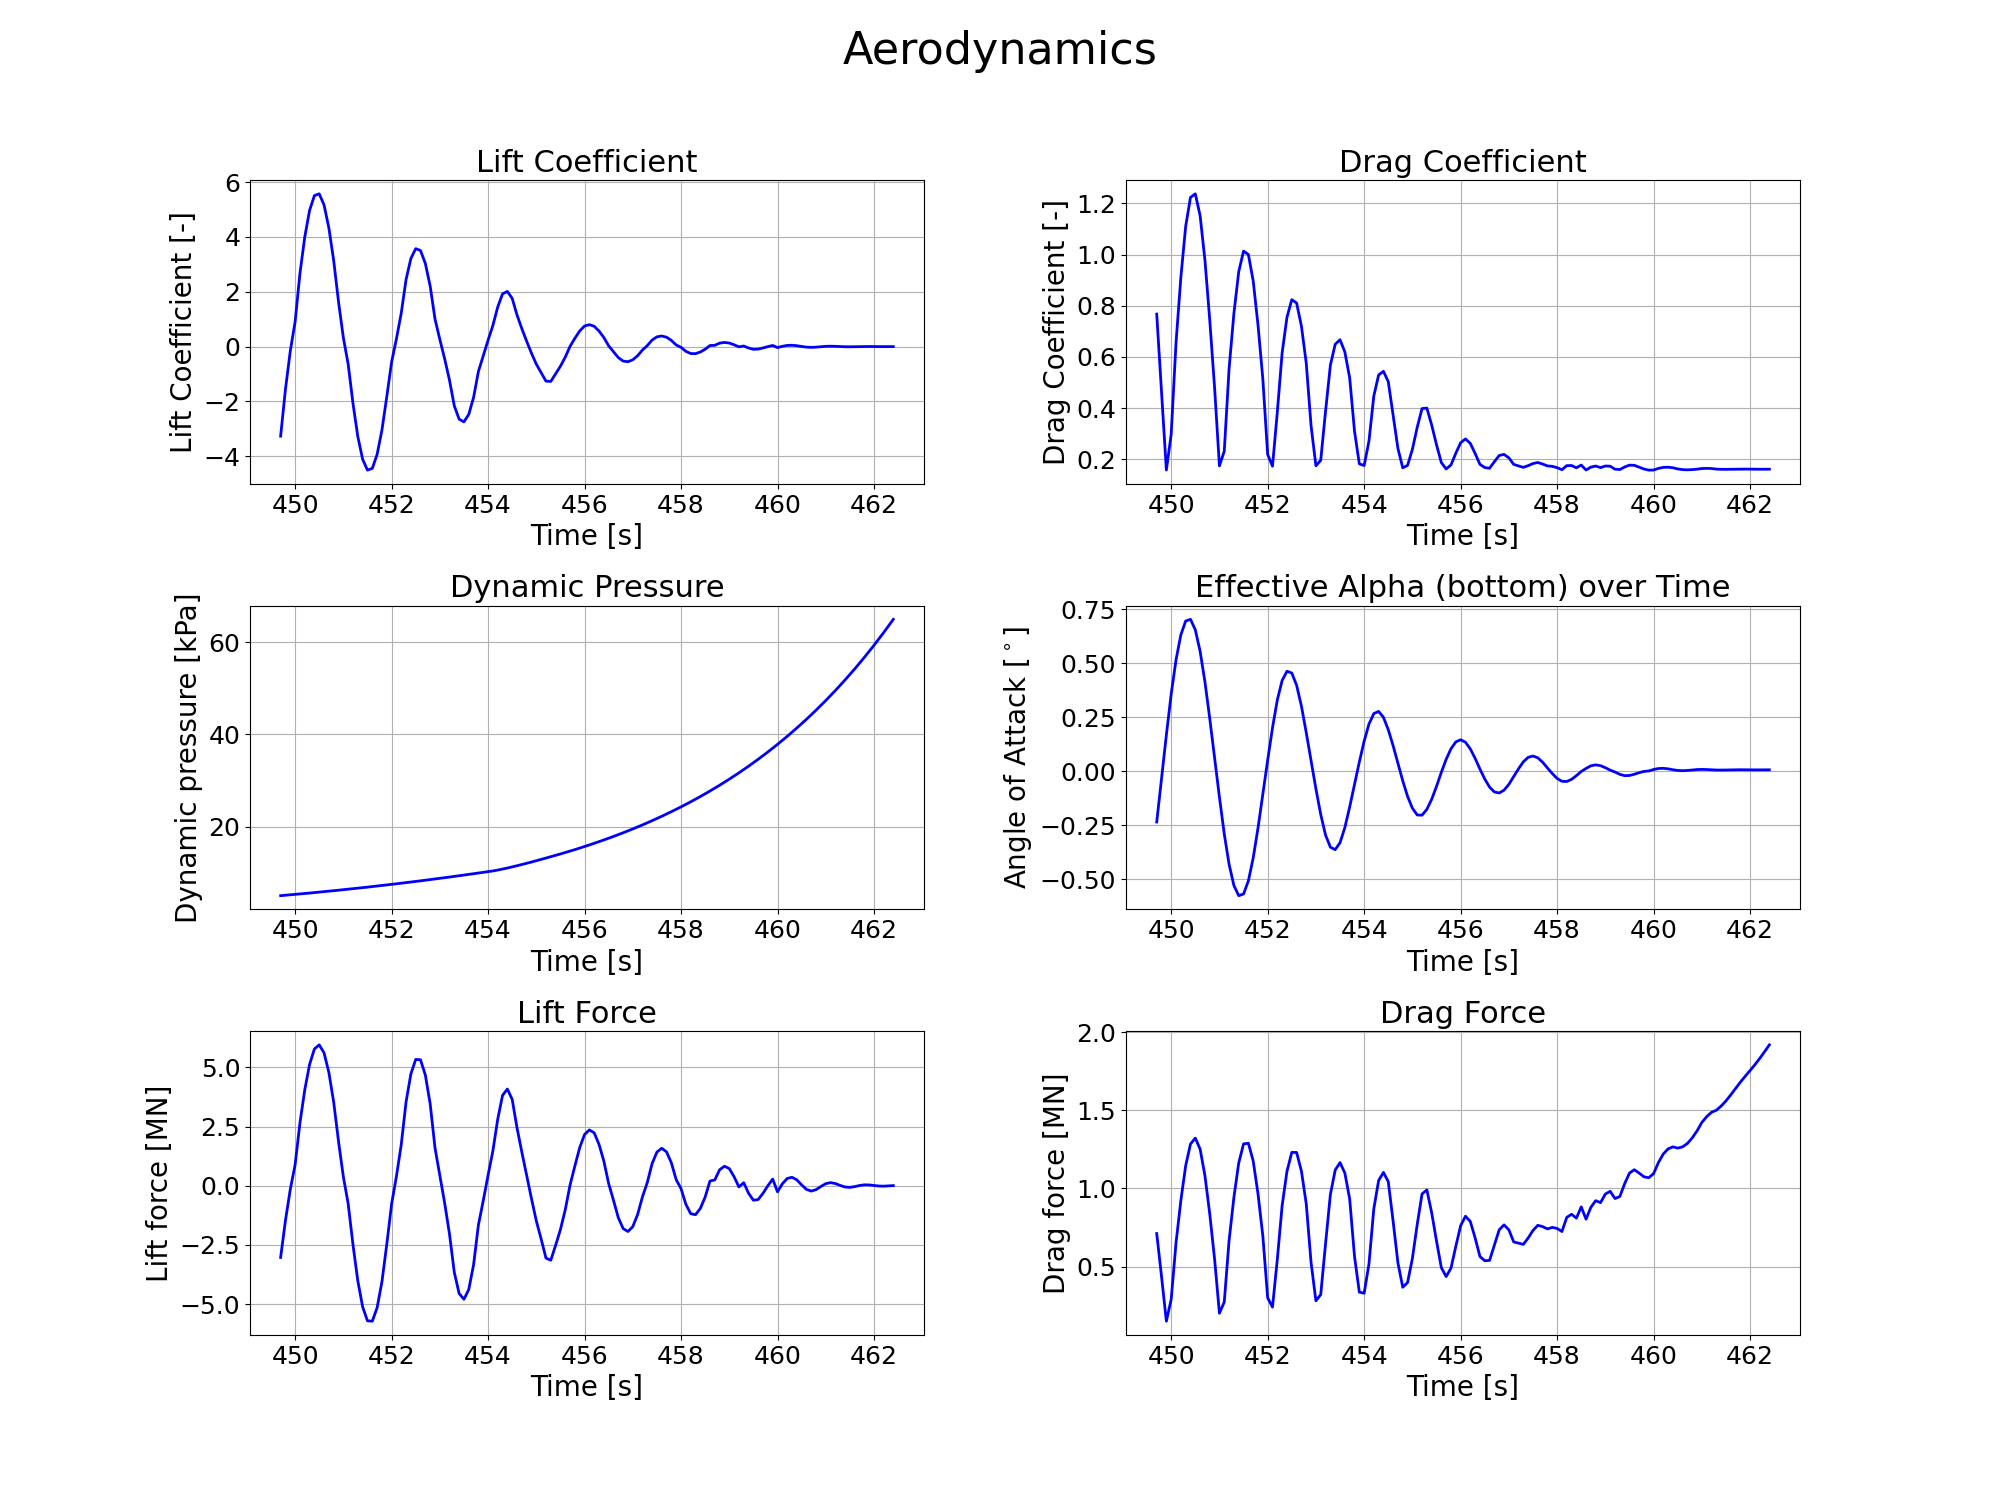 Aerodynamics
Lift Coefficient
Lift Coefficient [-]
6
4
2
0
−2
−4
450 452 454 456 458 460 462
Time [s]
Drag Coefficient
Drag Coefficient [-]
1.2
1.0
0.8
0.6
0.4
0.2
450 452 454 456 458 460 462
Time [s]
Dynamic Pressure
Dynamic pressure [kPa]
60
40
20
450 452 454 456 458 460 462
Time [s]
Effective Alpha (bottom) over Time
Angle of Attack [°]
0.75
0.50
0.25
0.00
−0.25
−0.50
450 452 454 456 458 460 462
Time [s]
Lift Force
Lift force [MN]
5.0
2.5
0.0
−2.5
−5.0
450 452 454 456 458 460 462
Time [s]
Drag Force
Drag force [MN]
2.0
1.5
1.0
0.5
450 452 454 456 458 460 462
Time [s]